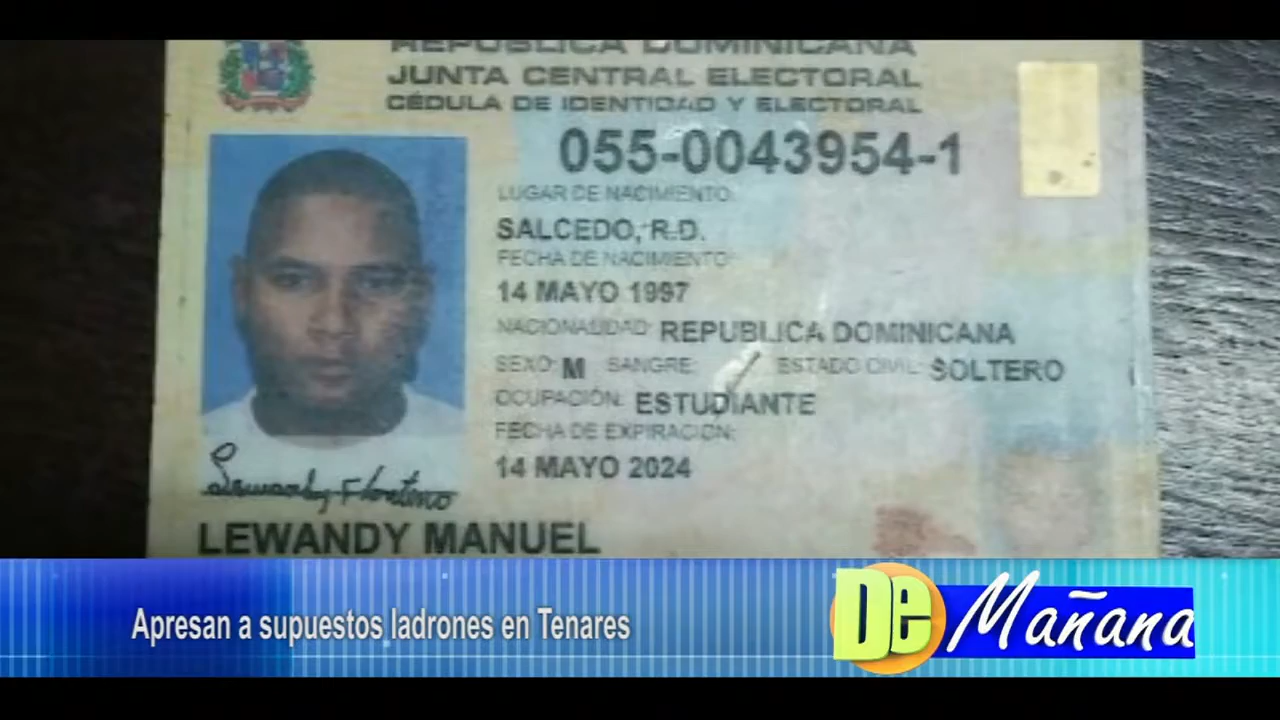 REPÚBLICA DOMINICANA
JUNTA CENTRAL ELECTORAL
CÉDULA DE IDENTIDAD Y ELECTORAL
055-0043954-1
LUGAR DE NACIMIENTO:
SALCEDO, R.D.
FECHA DE NACIMIENTO:
14 MAYO 1997
NACIONALIDAD: REPUBLICA DOMINICANA
SEXO: M SANGRE: ESTADO CIVIL: SOLTERO
OCUPACIÓN: ESTUDIANTE
FECHA DE EXPIRACIÓN:
14 MAYO 2024
LEWANDY MANUEL
Apresan a supuestos ladrones en Tenares
De Mañana